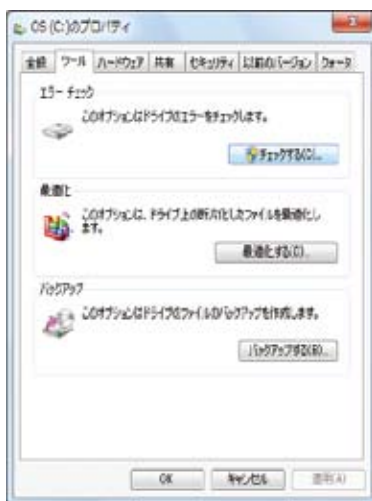 OS (C:)のプロパティ
全般 ツール ハードウェア 共有 セキュリティ 以前のバージョン クォータ
エラー チェック
このオプションはドライブのエラーをチェックします。
チェックする(C)...
最適化
このオプションは、ドライブ上の断片化したファイルを最適化し
ます。
最適化する(D)...
バックアップ
このオプションはドライブのファイルのバックアップを作成します。
バックアップする(B)...
OK キャンセル 適用(A)